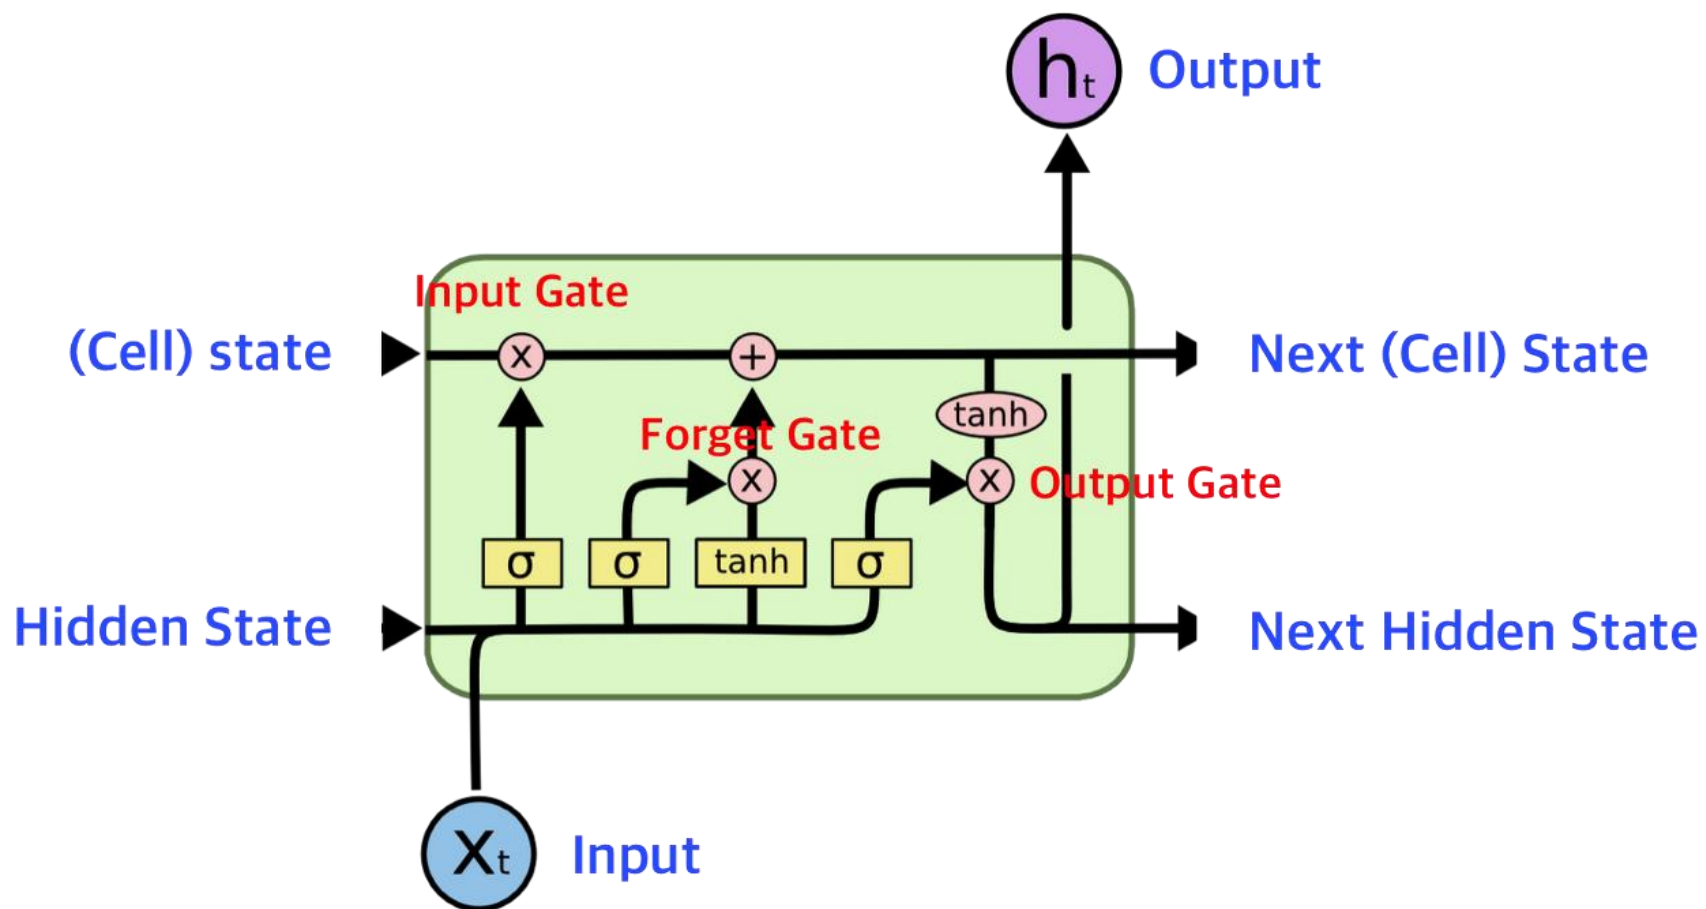 ht Output
Input Gate
(Cell) state
x
+
Next (Cell) State
tanh
Forget Gate
x
x
Output Gate
σ
σ
tanh
σ
Hidden State
Next Hidden State
Xt Input